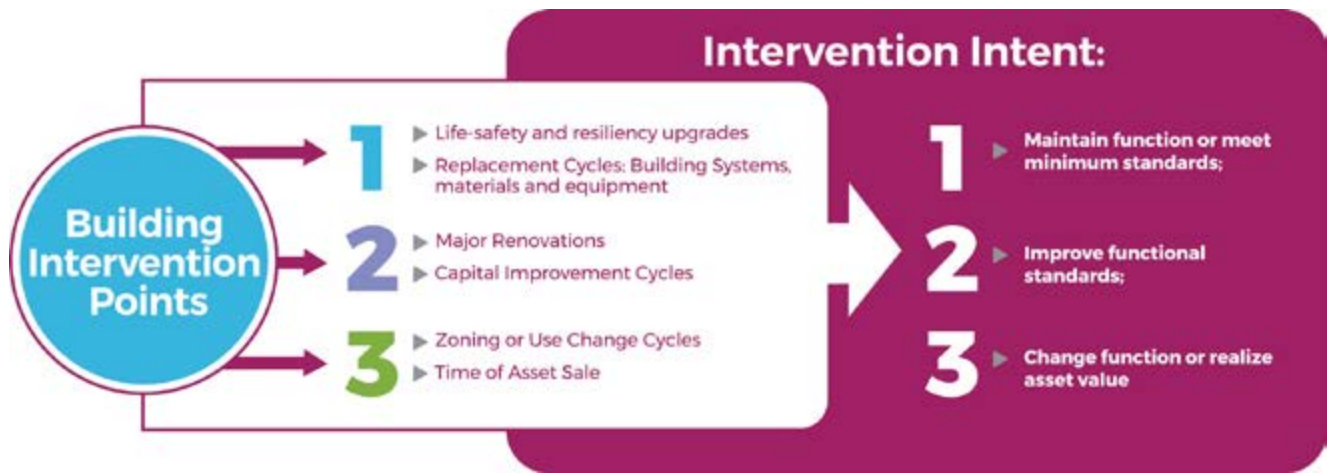 Intervention Intent:
Building
Intervention
Points
1
Life-safety and resiliency upgrades
Replacement Cycles: Building Systems,
materials and equipment
2
Major Renovations
Capital Improvement Cycles
3
Zoning or Use Change Cycles
Time of Asset Sale
1
Maintain function or meet
minimum standards;
2
Improve functional
standards;
3
Change function or realize
asset value